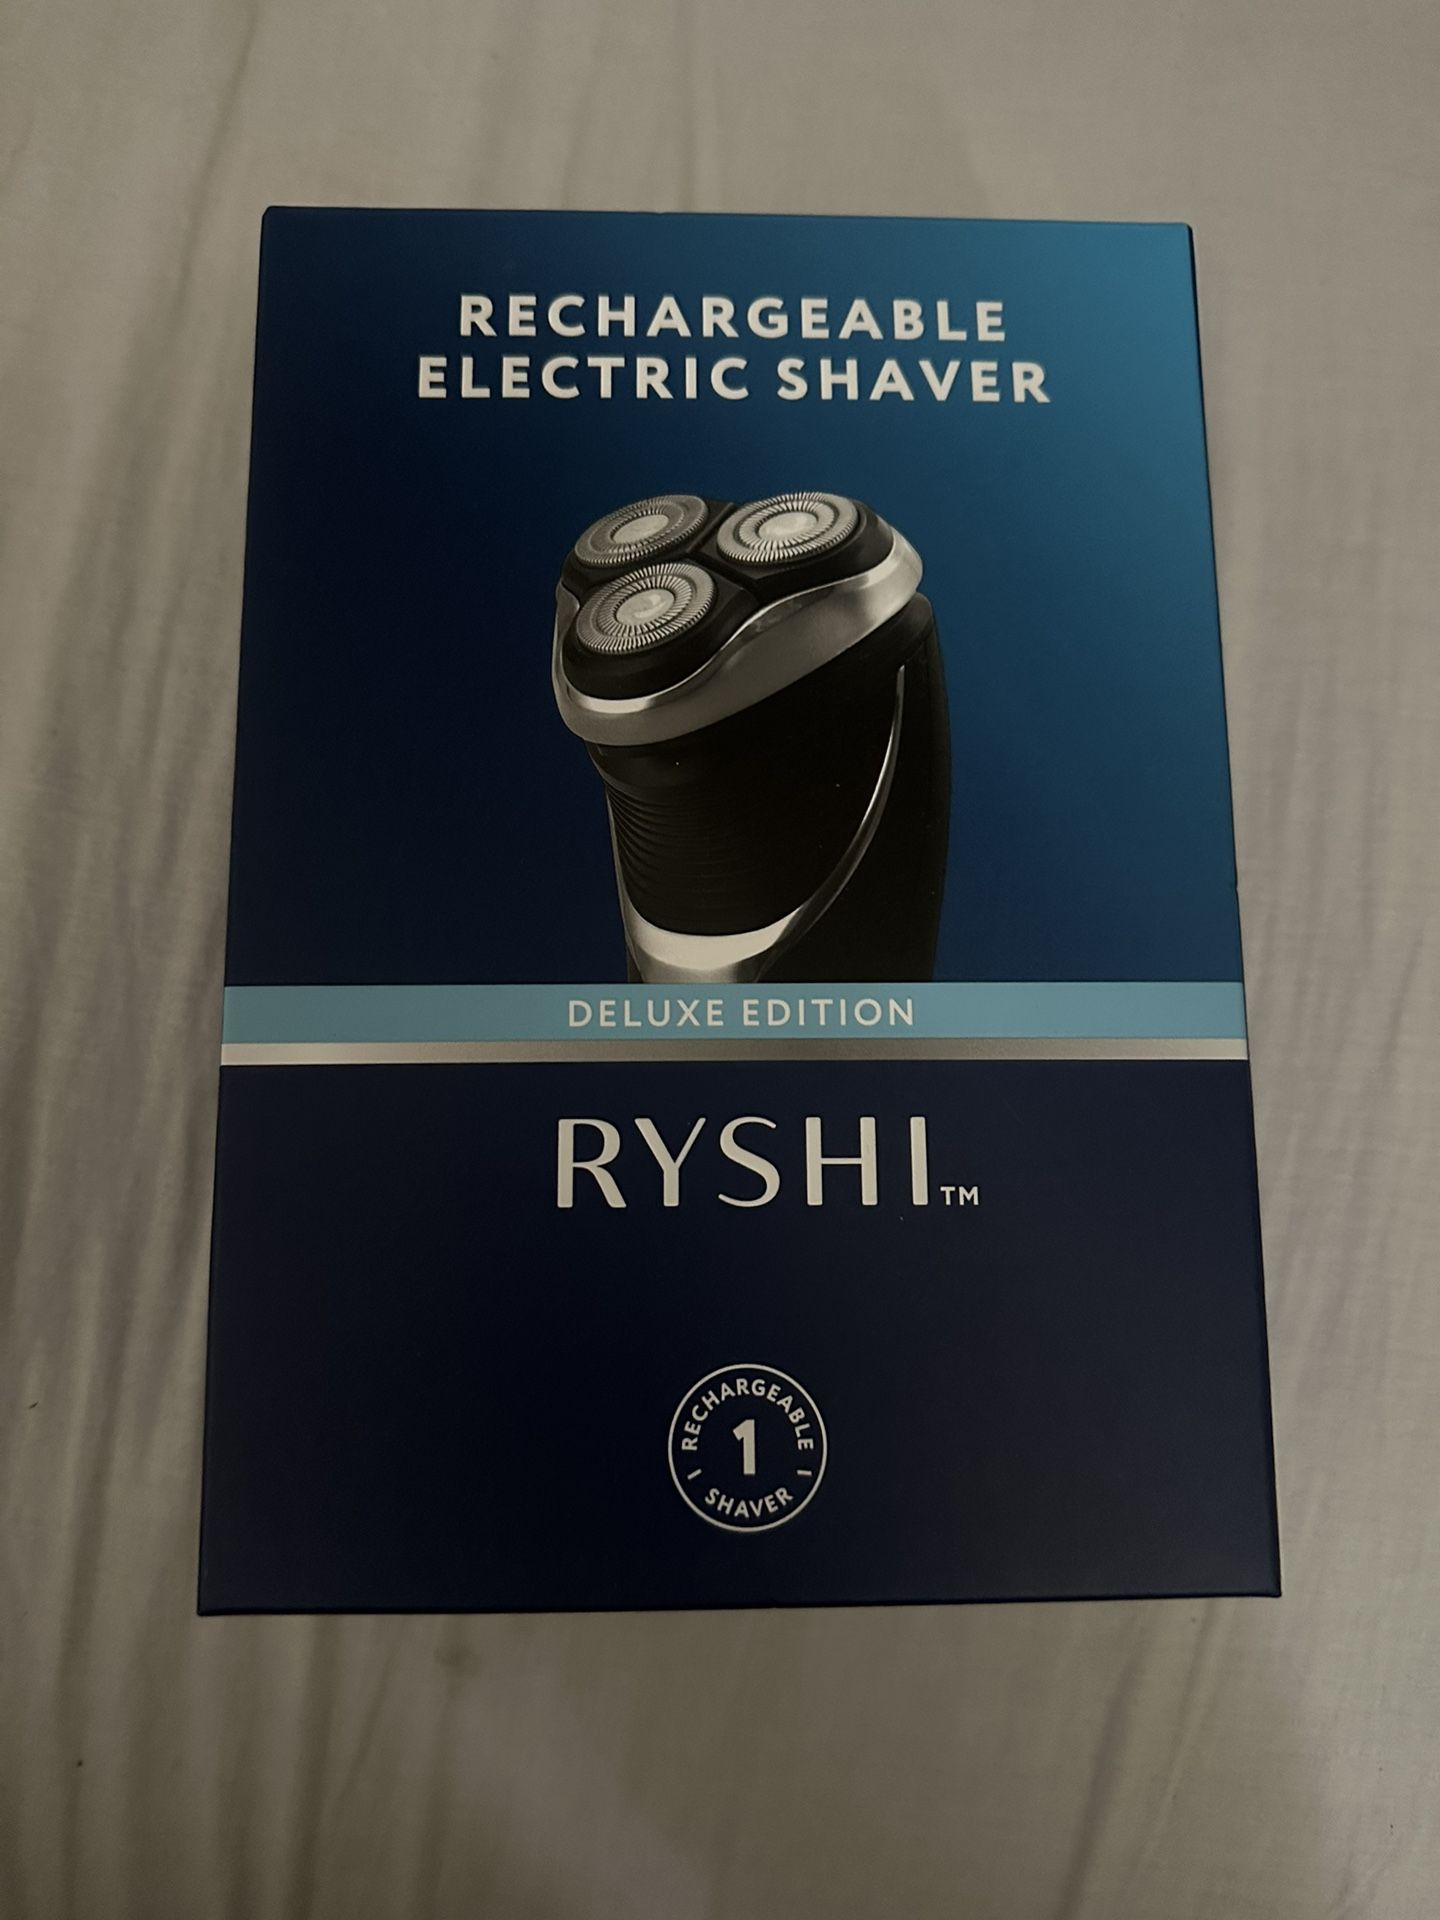 RECHARGEABLE
ELECTRIC SHAVER
DELUXE EDITION
RYSHI™
RECHARGEABLE
1
SHAVER